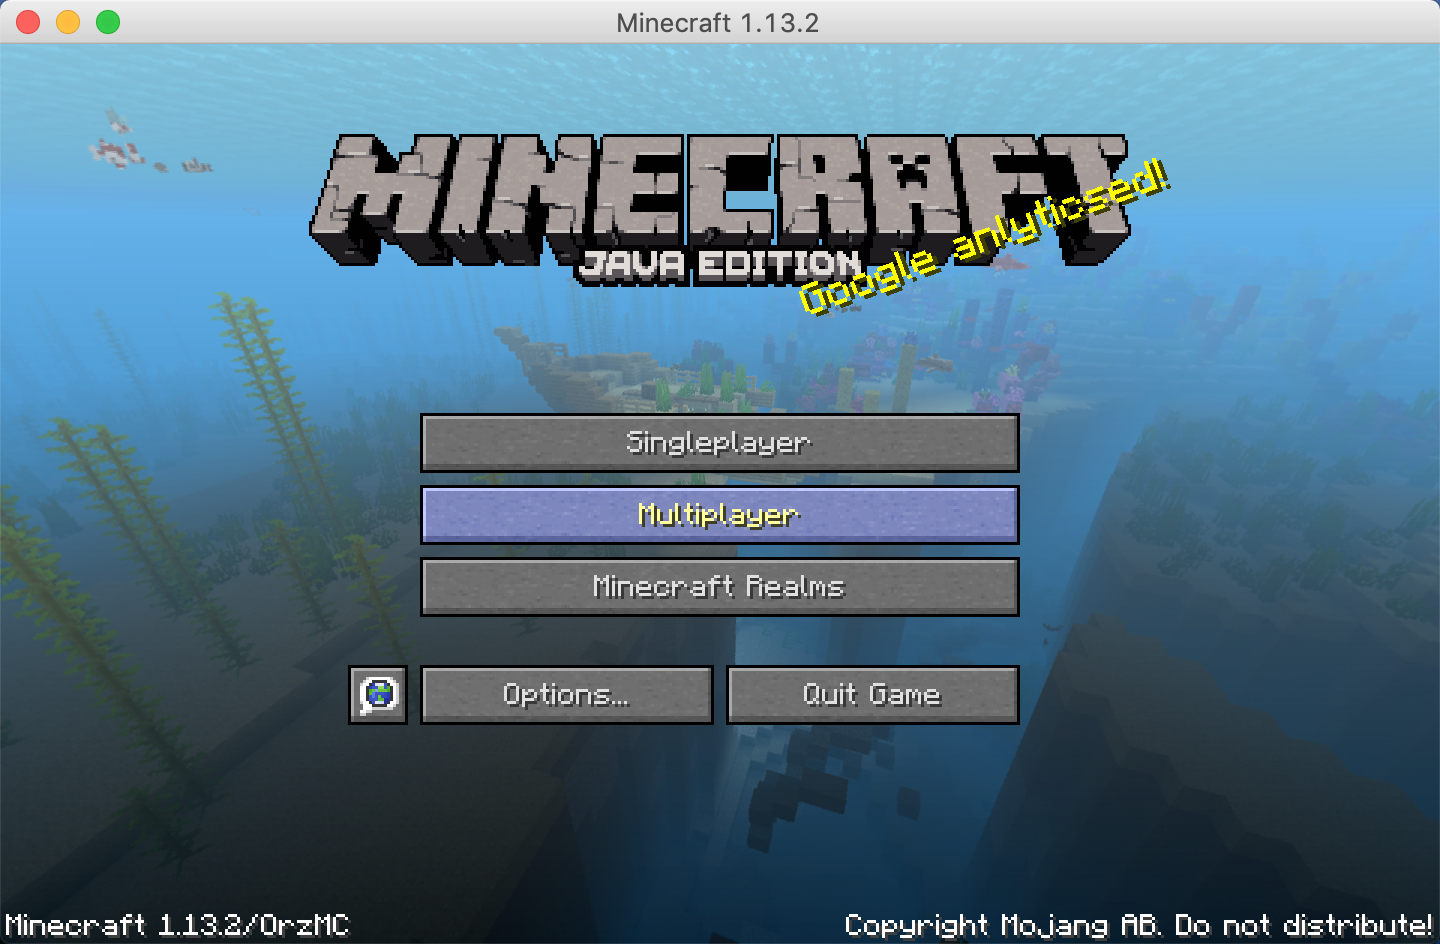 Minecraft 1.13.2
MINECRAFT
JAVA EDITION
Google anlyticsed!
Singleplayer
Multiplayer
Minecraft Realms
Options...
Quit Game
Minecraft 1.13.2/OrzMC
Copyright Mojang AB. Do not distribute!